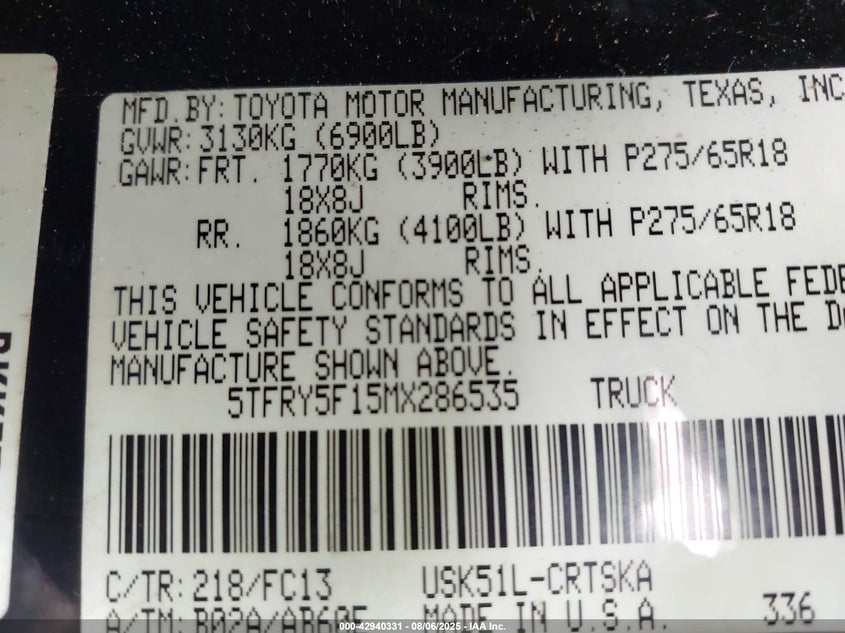 MFD.BY: TOYOTA MOTOR MANUFACTURING, TEXAS, INC
GVWR: 3130KG (6900LB)
GAWR: FRT. 1770KG (3900LB) WITH P275/65R18
18X8J RIMS.
RR. 1860KG (4100LB) WITH P275/65R18
18X8J RIMS.
THIS VEHICLE CONFORMS TO ALL APPLICABLE FEDE
VEHICLE SAFETY STANDARDS IN EFFECT ON THE D
MANUFACTURE SHOWN ABOVE.
5TFRY5F15MX286535 TRUCK
C/TR: 218/FC13 USK51L-CRTSKA
A/TM: MADE IN U.S.A. 336
000-42940331 - 08/06/2025 - IAA Inc.